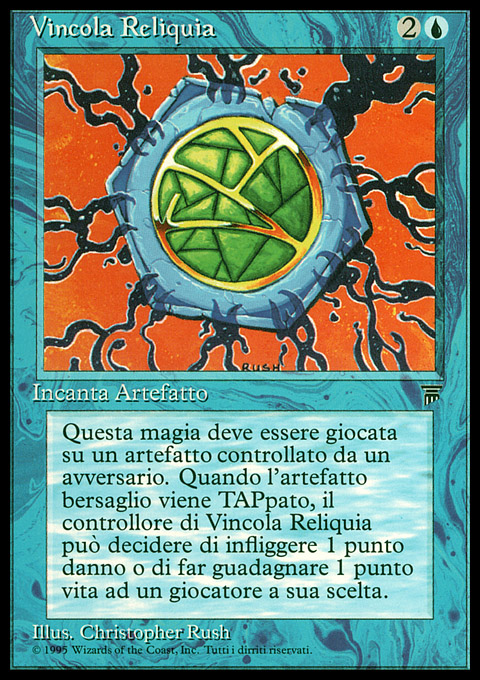 Vincola Reliquia 2
RUSH
Incanta Artefatto
Questa magia deve essere giocata
su un artefatto controllato da un
avversario. Quando l'artefatto
bersaglio viene TAPpato, il
controllore di Vincola Reliquia
può decidere di infliggere 1 punto
danno o di far guadagnare 1 punto
vita ad un giocatore a sua scelta.
Illus. Christopher Rush
© 1995 Wizards of the Coast, Inc. Tutti i dirriti riservati.